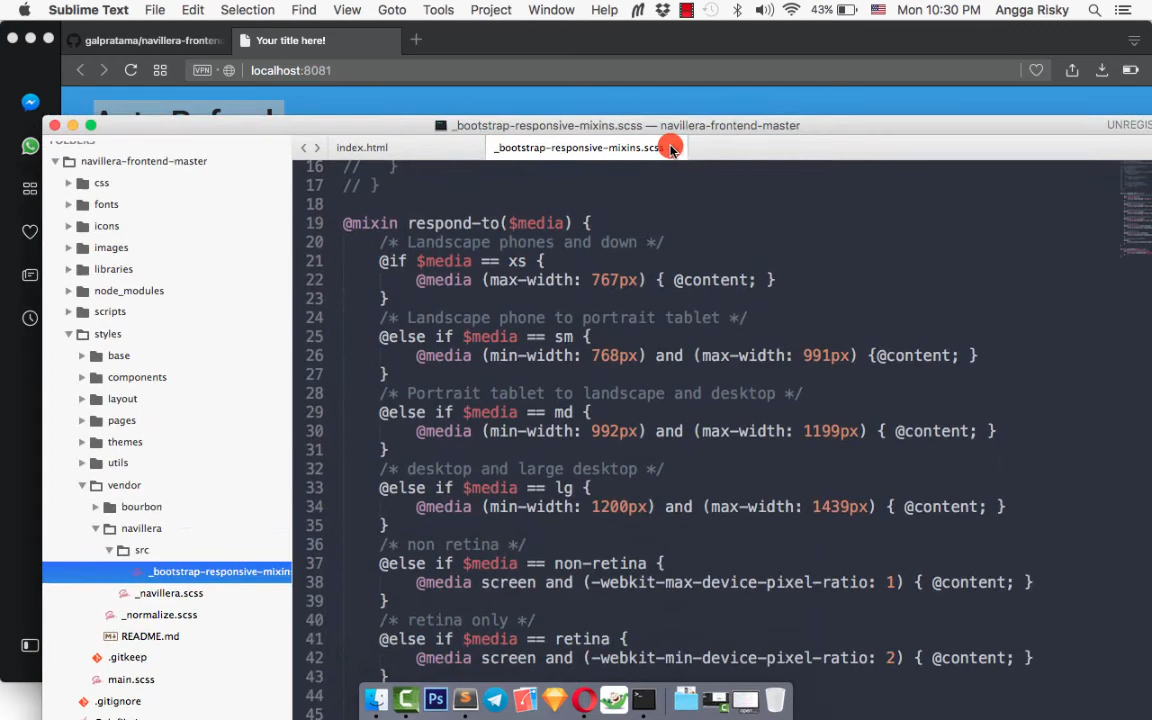 Sublime Text File Edit Selection Find View Goto Tools Project Window Help 43% Mon 10:30 PM Angga Risky
galpratama/navillera-frontend Your title here!
VPN localhost:8081
_bootstrap-responsive-mixins.scss — navillera-frontend-master UNREGIS
FOLDERS
index.html _bootstrap-responsive-mixins.scss
navillera-frontend-master
css
fonts
icons
images
libraries
node_modules
scripts
styles
base
components
layout
pages
themes
utils
vendor
bourbon
navillera
src
_bootstrap-responsive-mixins
_navillera.scss
_normalize.scss
README.md
.gitkeep
main.scss
.gitignore
16 // }
17 // }
18
19 @mixin respond-to($media) {
20 /* Landscape phones and down */
21 @if $media == xs {
22 @media (max-width: 767px) { @content; }
23 }
24 /* Landscape phone to portrait tablet */
25 @else if $media == sm {
26 @media (min-width: 768px) and (max-width: 991px) {@content; }
27 }
28 /* Portrait tablet to landscape and desktop */
29 @else if $media == md {
30 @media (min-width: 992px) and (max-width: 1199px) { @content; }
31 }
32 /* desktop and large desktop */
33 @else if $media == lg {
34 @media (min-width: 1200px) and (max-width: 1439px) { @content; }
35 }
36 /* non retina */
37 @else if $media == non-retina {
38 @media screen and (-webkit-max-device-pixel-ratio: 1) { @content; }
39 }
40 /* retina only */
41 @else if $media == retina {
42 @media screen and (-webkit-min-device-pixel-ratio: 2) { @content; }
43 }
44
45